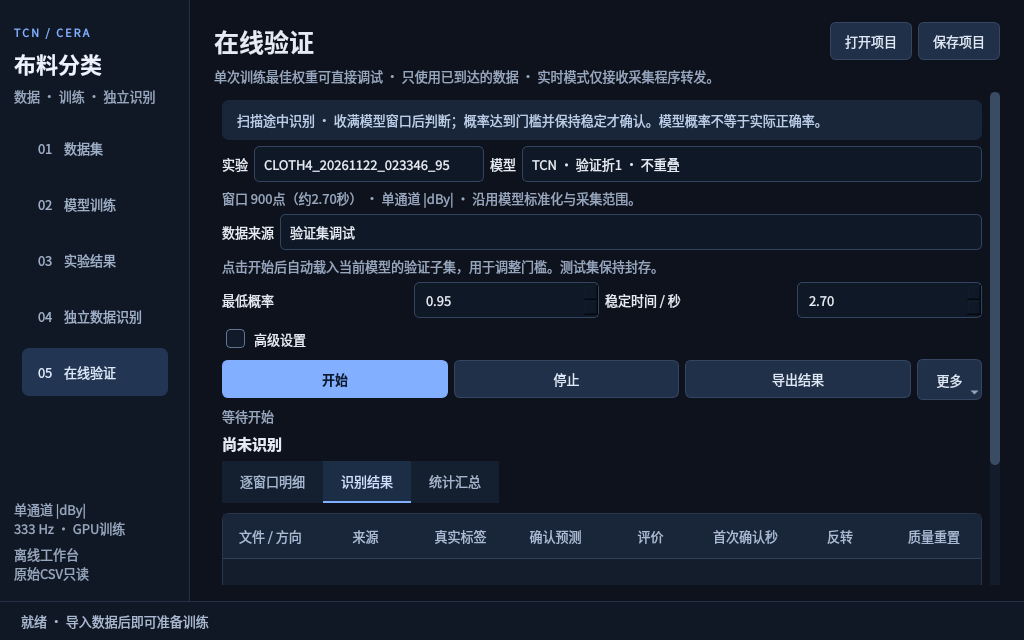 TCN / CERA
布料分类
数据 · 训练 · 独立识别
01 数据集
02 模型训练
03 实验结果
04 独立数据识别
05 在线验证
单通道 |dBy|
333 Hz · GPU训练
离线工作台
原始CSV只读
在线验证
打开项目
保存项目
单次训练最佳权重可直接调试 · 只使用已到达的数据 · 实时模式仅接收采集程序转发。
扫描途中识别 · 收满模型窗口后判断；概率达到门槛并保持稳定才确认。模型概率不等于实际正确率。
实验 CLOTH4_20261122_023346_95 模型 TCN · 验证折1 · 不重叠
窗口 900点（约2.70秒） · 单通道 |dBy| · 沿用模型标准化与采集范围。
数据来源 验证集调试
点击开始后自动载入当前模型的验证子集，用于调整门槛。测试集保持封存。
最低概率 0.95 稳定时间 / 秒 2.70
高级设置
开始 停止 导出结果 更多
等待开始
尚未识别
逐窗口明细 识别结果 统计汇总
文件 / 方向 来源 真实标签 确认预测 评价 首次确认秒 反转 质量重置
就绪 · 导入数据后即可准备训练